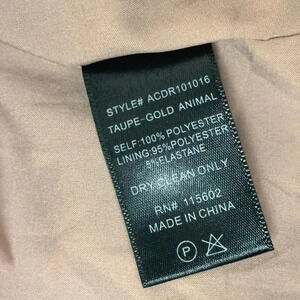 STYLE# ACDR101016
TAUPE-GOLD ANIMAL
SELF:100% POLYESTER
LINING:95%POLYESTER
5%ELASTANE
DRY CLEAN ONLY
RN# 115602
MADE IN CHINA
P